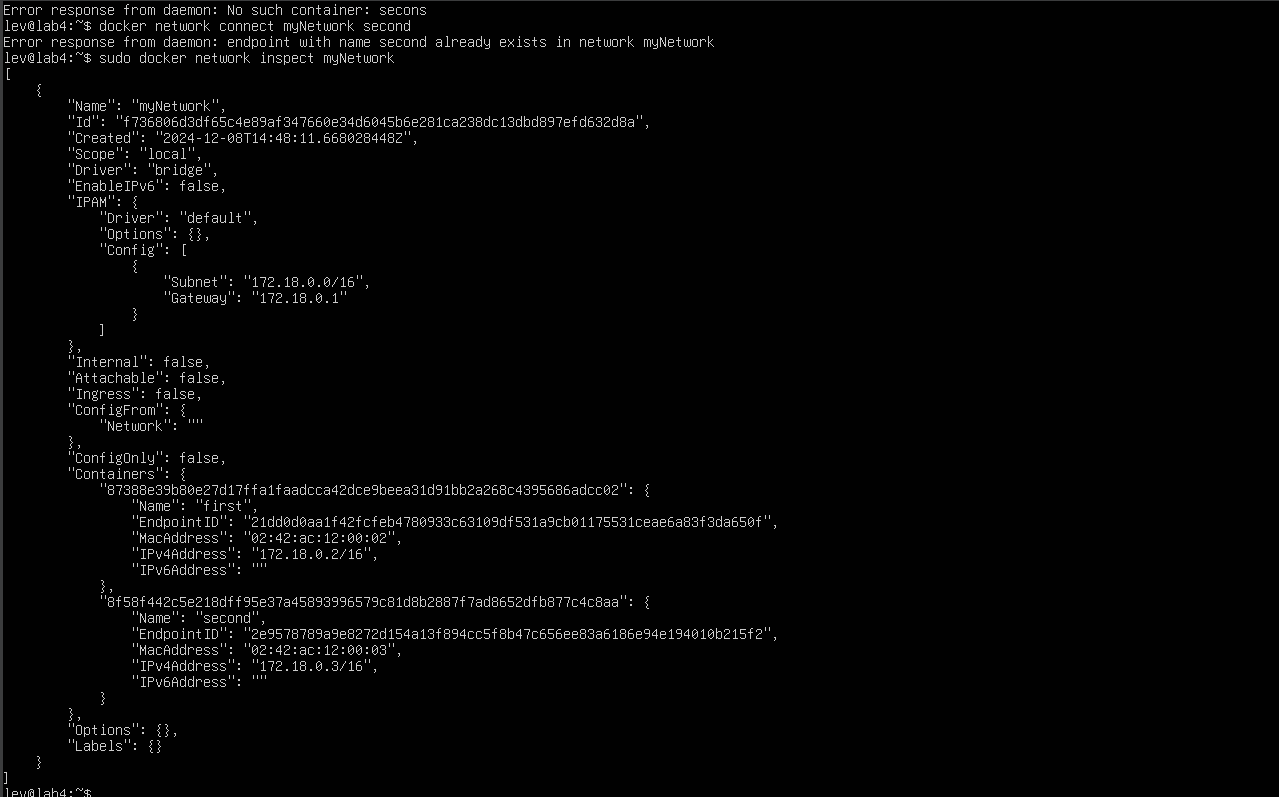 Error response from daemon: No such container: secons
lev@lab4:~$ docker network connect myNetwork second
Error response from daemon: endpoint with name second already exists in network myNetwork
lev@lab4:~$ sudo docker network inspect myNetwork
[
    {
        "Name": "myNetwork",
        "Id": "f736806d3df65c4e89af347660e34d6045b6e281ca238dc13dbd897efd632d8a",
        "Created": "2024-12-08T14:48:11.668028448Z",
        "Scope": "local",
        "Driver": "bridge",
        "EnableIPv6": false,
        "IPAM": {
            "Driver": "default",
            "Options": {},
            "Config": [
                {
                    "Subnet": "172.18.0.0/16",
                    "Gateway": "172.18.0.1"
                }
            ]
        },
        "Internal": false,
        "Attachable": false,
        "Ingress": false,
        "ConfigFrom": {
            "Network": ""
        },
        "ConfigOnly": false,
        "Containers": {
            "87388e39b80e27d17ffa1faadcca42dce9beea31d91bb2a268c4395686adcc02": {
                "Name": "first",
                "EndpointID": "21dd0d0aa1f42fcfeb4780933c63109df531a9cb01175531ceae6a83f3da650f",
                "MacAddress": "02:42:ac:12:00:02",
                "IPv4Address": "172.18.0.2/16",
                "IPv6Address": ""
            },
            "8f58f442c5e218dff95e37a45893996579c81d8b2887f7ad8652dfb877c4c8aa": {
                "Name": "second",
                "EndpointID": "2e9578789a9e8272d154a13f894cc5f8b47c656ee83a6186e94e194010b215f2",
                "MacAddress": "02:42:ac:12:00:03",
                "IPv4Address": "172.18.0.3/16",
                "IPv6Address": ""
            }
        },
        "Options": {},
        "Labels": {}
    }
]
lev@lab4:~$